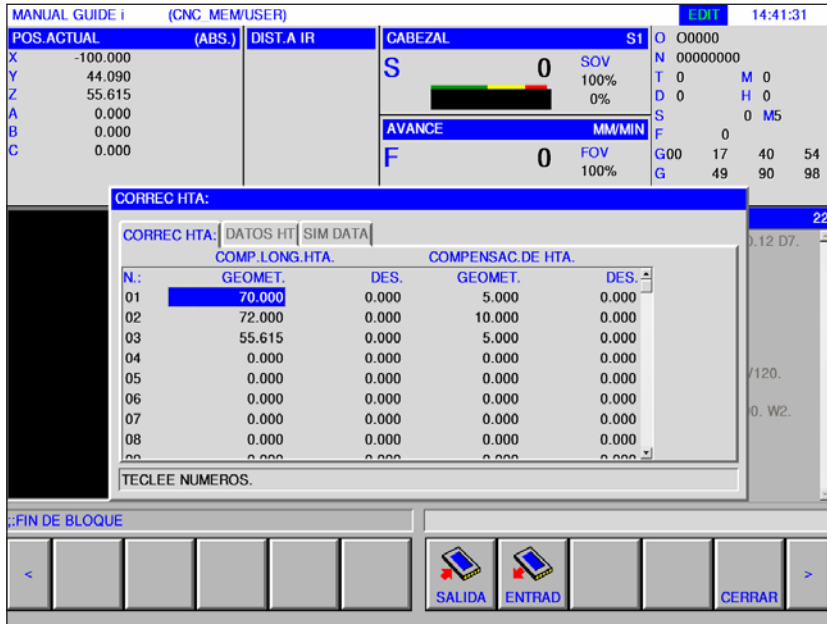 MANUAL GUIDE i (CNC_MEM/USER) EDIT 14:41:31
POS.ACTUAL (ABS.) DIST.A IR CABEZAL S1 O O0000
X -100.000 S 0 SOV N 00000000
Y 44.090 100% T 0 M 0
Z 55.615 0% D 0 H 0
A 0.000 S 0 M5
B 0.000 AVANCE MM/MIN F 0
C 0.000 F 0 FOV G00 17 40 54
100% G 49 90 98
CORREC HTA:
22
CORREC HTA: DATOS HT SIM DATA
0.12 D7.
COMP.LONG.HTA. COMPENSAC.DE HTA.
N.: GEOMET. DES. GEOMET. DES.
01 70.000 0.000 5.000 0.000
02 72.000 0.000 10.000 0.000
03 55.615 0.000 5.000 0.000
04 0.000 0.000 0.000 0.000
05 0.000 0.000 0.000 0.000
/120.
06 0.000 0.000 0.000 0.000
07 0.000 0.000 0.000 0.000
0. W2.
08 0.000 0.000 0.000 0.000
TECLEE NUMEROS.
;:FIN DE BLOQUE
< SALIDA ENTRAD CERRAR >